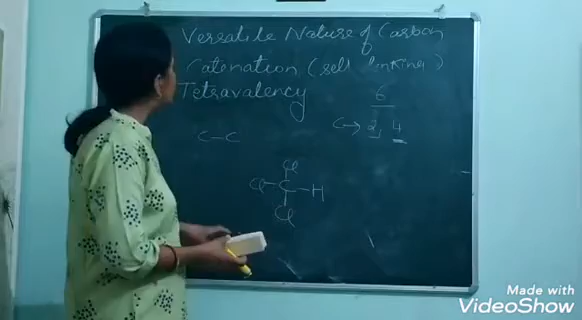 Versatile Nature of Carbon
Catenation (self linking)
Tetravalency
6
C → 2, 4
C - C
Cl
Cl - C - H
Cl
Made with
VideoShow